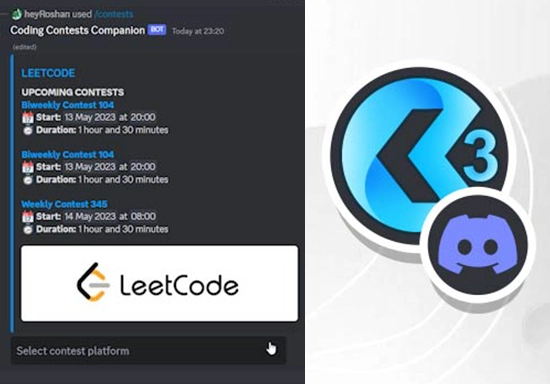 heyRoshan used /contests
Coding Contests Companion BOT Today at 23:20
(edited)
LEETCODE
UPCOMING CONTESTS
Biweekly Contest 104
Start: 13 May 2023 at 20:00
Duration: 1 hour and 30 minutes
Biweekly Contest 104
Start: 13 May 2023 at 20:00
Duration: 1 hour and 30 minutes
Weekly Contest 345
Start: 14 May 2023 at 08:00
Duration: 1 hour and 30 minutes
LeetCode
Select contest platform
3